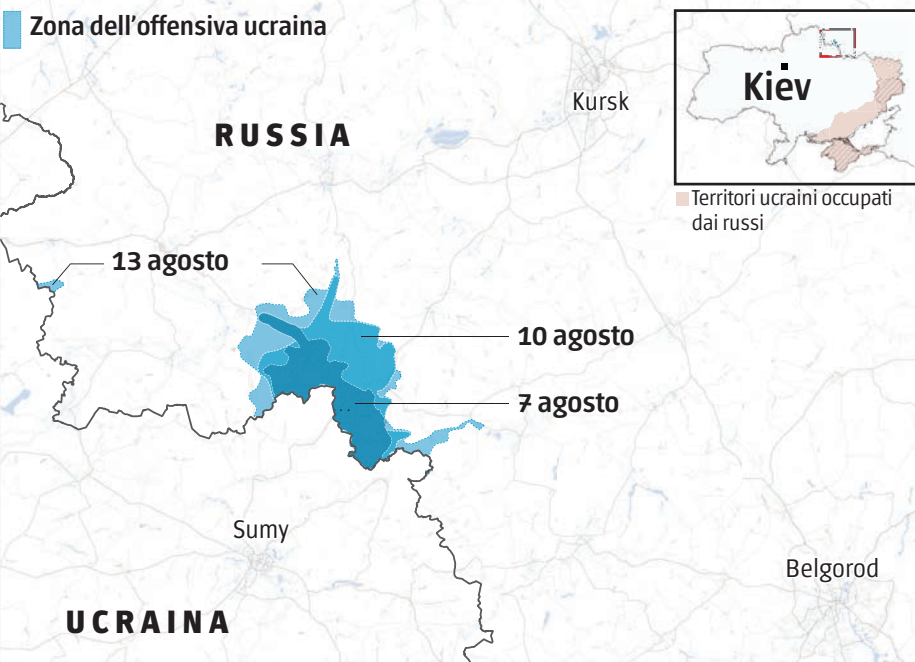 Zona dell'offensiva ucraina
Kiev
Kursk
RUSSIA
Territori ucraini occupati
dai russi
13 agosto
10 agosto
7 agosto
Sumy
Belgorod
UCRAINA